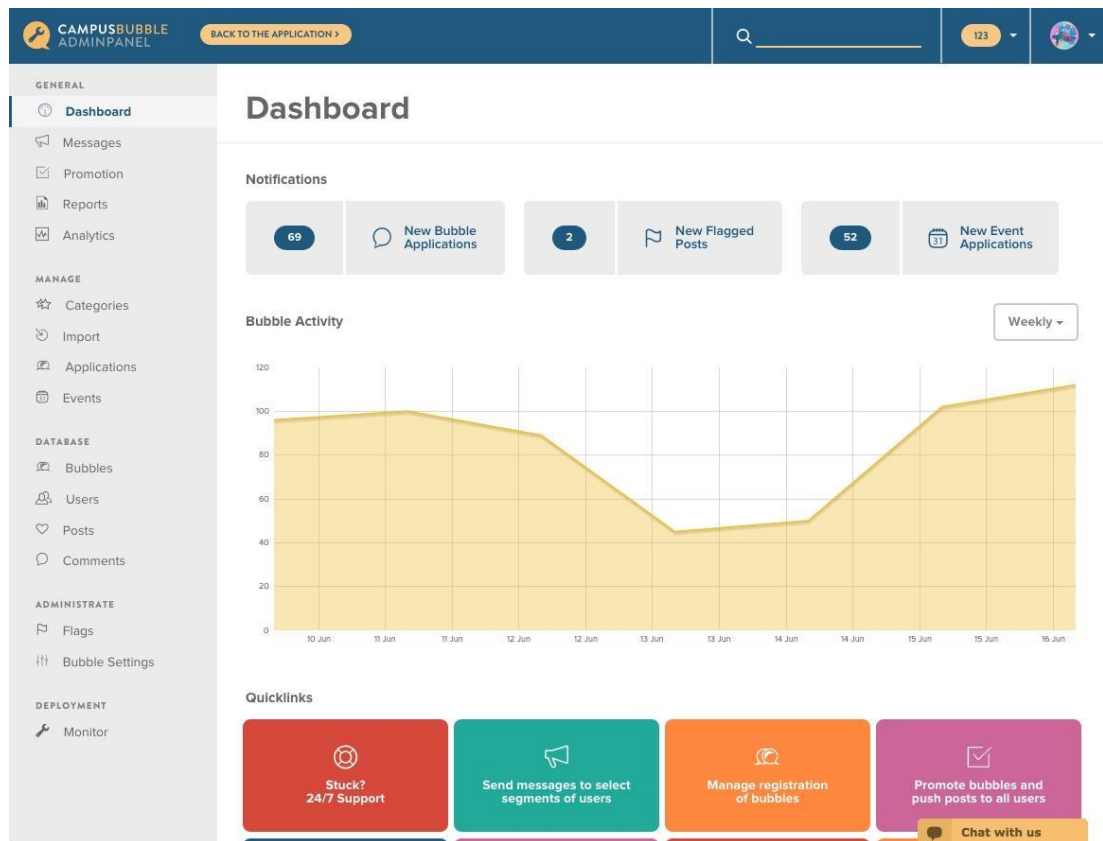 CAMPUSBUBBLE
ADMINPANEL
BACK TO THE APPLICATION >
123
GENERAL
Dashboard
Messages
Promotion
Reports
Analytics
MANAGE
Categories
Import
Applications
Events
DATABASE
Bubbles
Users
Posts
Comments
ADMINISTRATE
Flags
Bubble Settings
DEPLOYMENT
Monitor
Dashboard
Notifications
69
New Bubble
Applications
2
New Flagged
Posts
52
31
New Event
Applications
Bubble Activity
Weekly
120
100
80
60
40
20
0
10 Jun 11 Jun 11 Jun 12 Jun 12 Jun 13 Jun 13 Jun 14 Jun 14 Jun 15 Jun 15 Jun 16 Jun
Quicklinks
Stuck?
24/7 Support
Send messages to select
segments of users
Manage registration
of bubbles
Promote bubbles and
push posts to all users
Chat with us